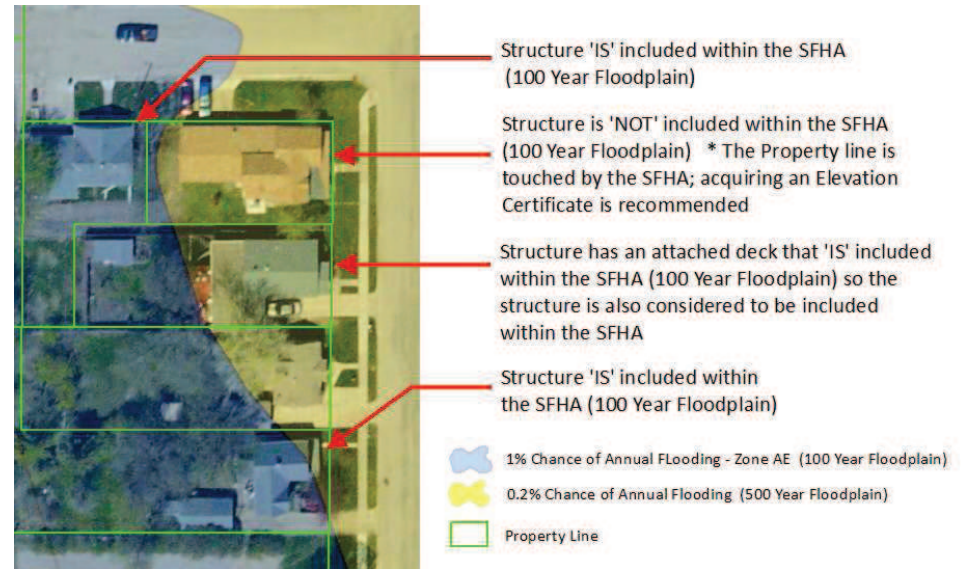 Structure 'IS' included within the SFHA
(100 Year Floodplain)
Structure is 'NOT' included within the SFHA
(100 Year Floodplain) * The Property line is
touched by the SFHA; acquiring an Elevation
Certificate is recommended
Structure has an attached deck that 'IS' included
within the SFHA (100 Year Floodplain) so the
structure is also considered to be included
within the SFHA
Structure 'IS' included within
the SFHA (100 Year Floodplain)
1% Chance of Annual FLooding - Zone AE (100 Year Floodplain)
0.2% Chance of Annual Flooding (500 Year Floodplain)
Property Line